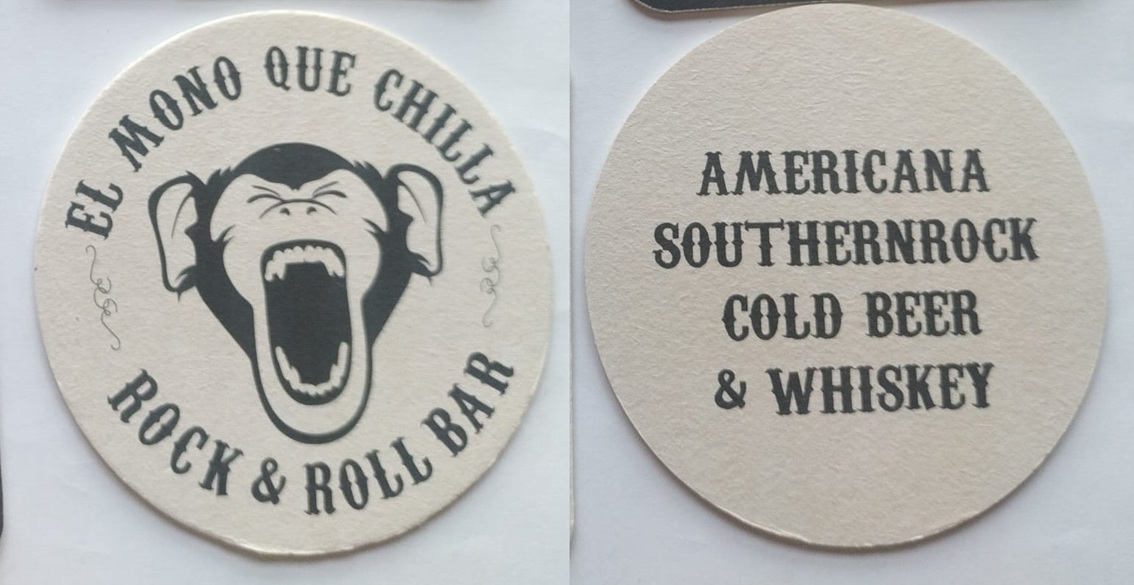 EL MONO QUE CHILLA
ROCK & ROLL BAR
AMERICANA
SOUTHERNROCK
COLD BEER
& WHISKEY